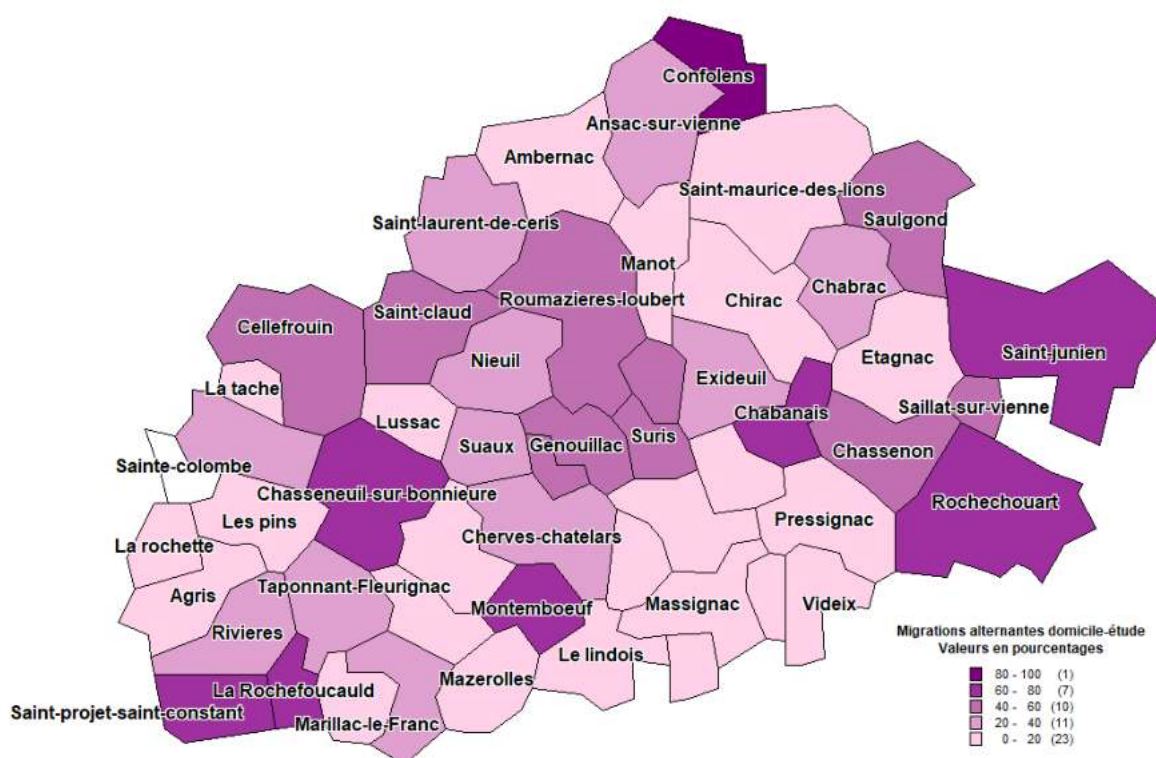 Confolens
Ansac-sur-vienne
Ambernac
Saint-maurice-des-lions
Saulgond
Saint-laurent-de-ceris
Manot
Chabrac
Roumazieres-loubert
Chirac
Saint-claud
Cellefrouin
Saint-junien
Nieuil
Etagnac
Exideuil
La tache
Chabanais
Saillat-sur-vienne
Lussac
Suris
Suaux
Genouillac
Chassenon
Sainte-colombe
Chasseneuil-sur-bonnieure
Rochechouart
Les pins
Pressignac
Cherves-chatelars
La rochette
Taponnant-Fleurignac
Agris
Montemboeuf
Massignac
Videix
Rivieres
Le lindois
Mazerolles
La Rochefoucauld
Saint-projet-saint-constant
Marillac-le-Franc
Migrations alternantes domicile-étude
Valeurs en pourcentages
80 - 100 (1)
60 - 80 (7)
40 - 60 (10)
20 - 40 (11)
0 - 20 (23)